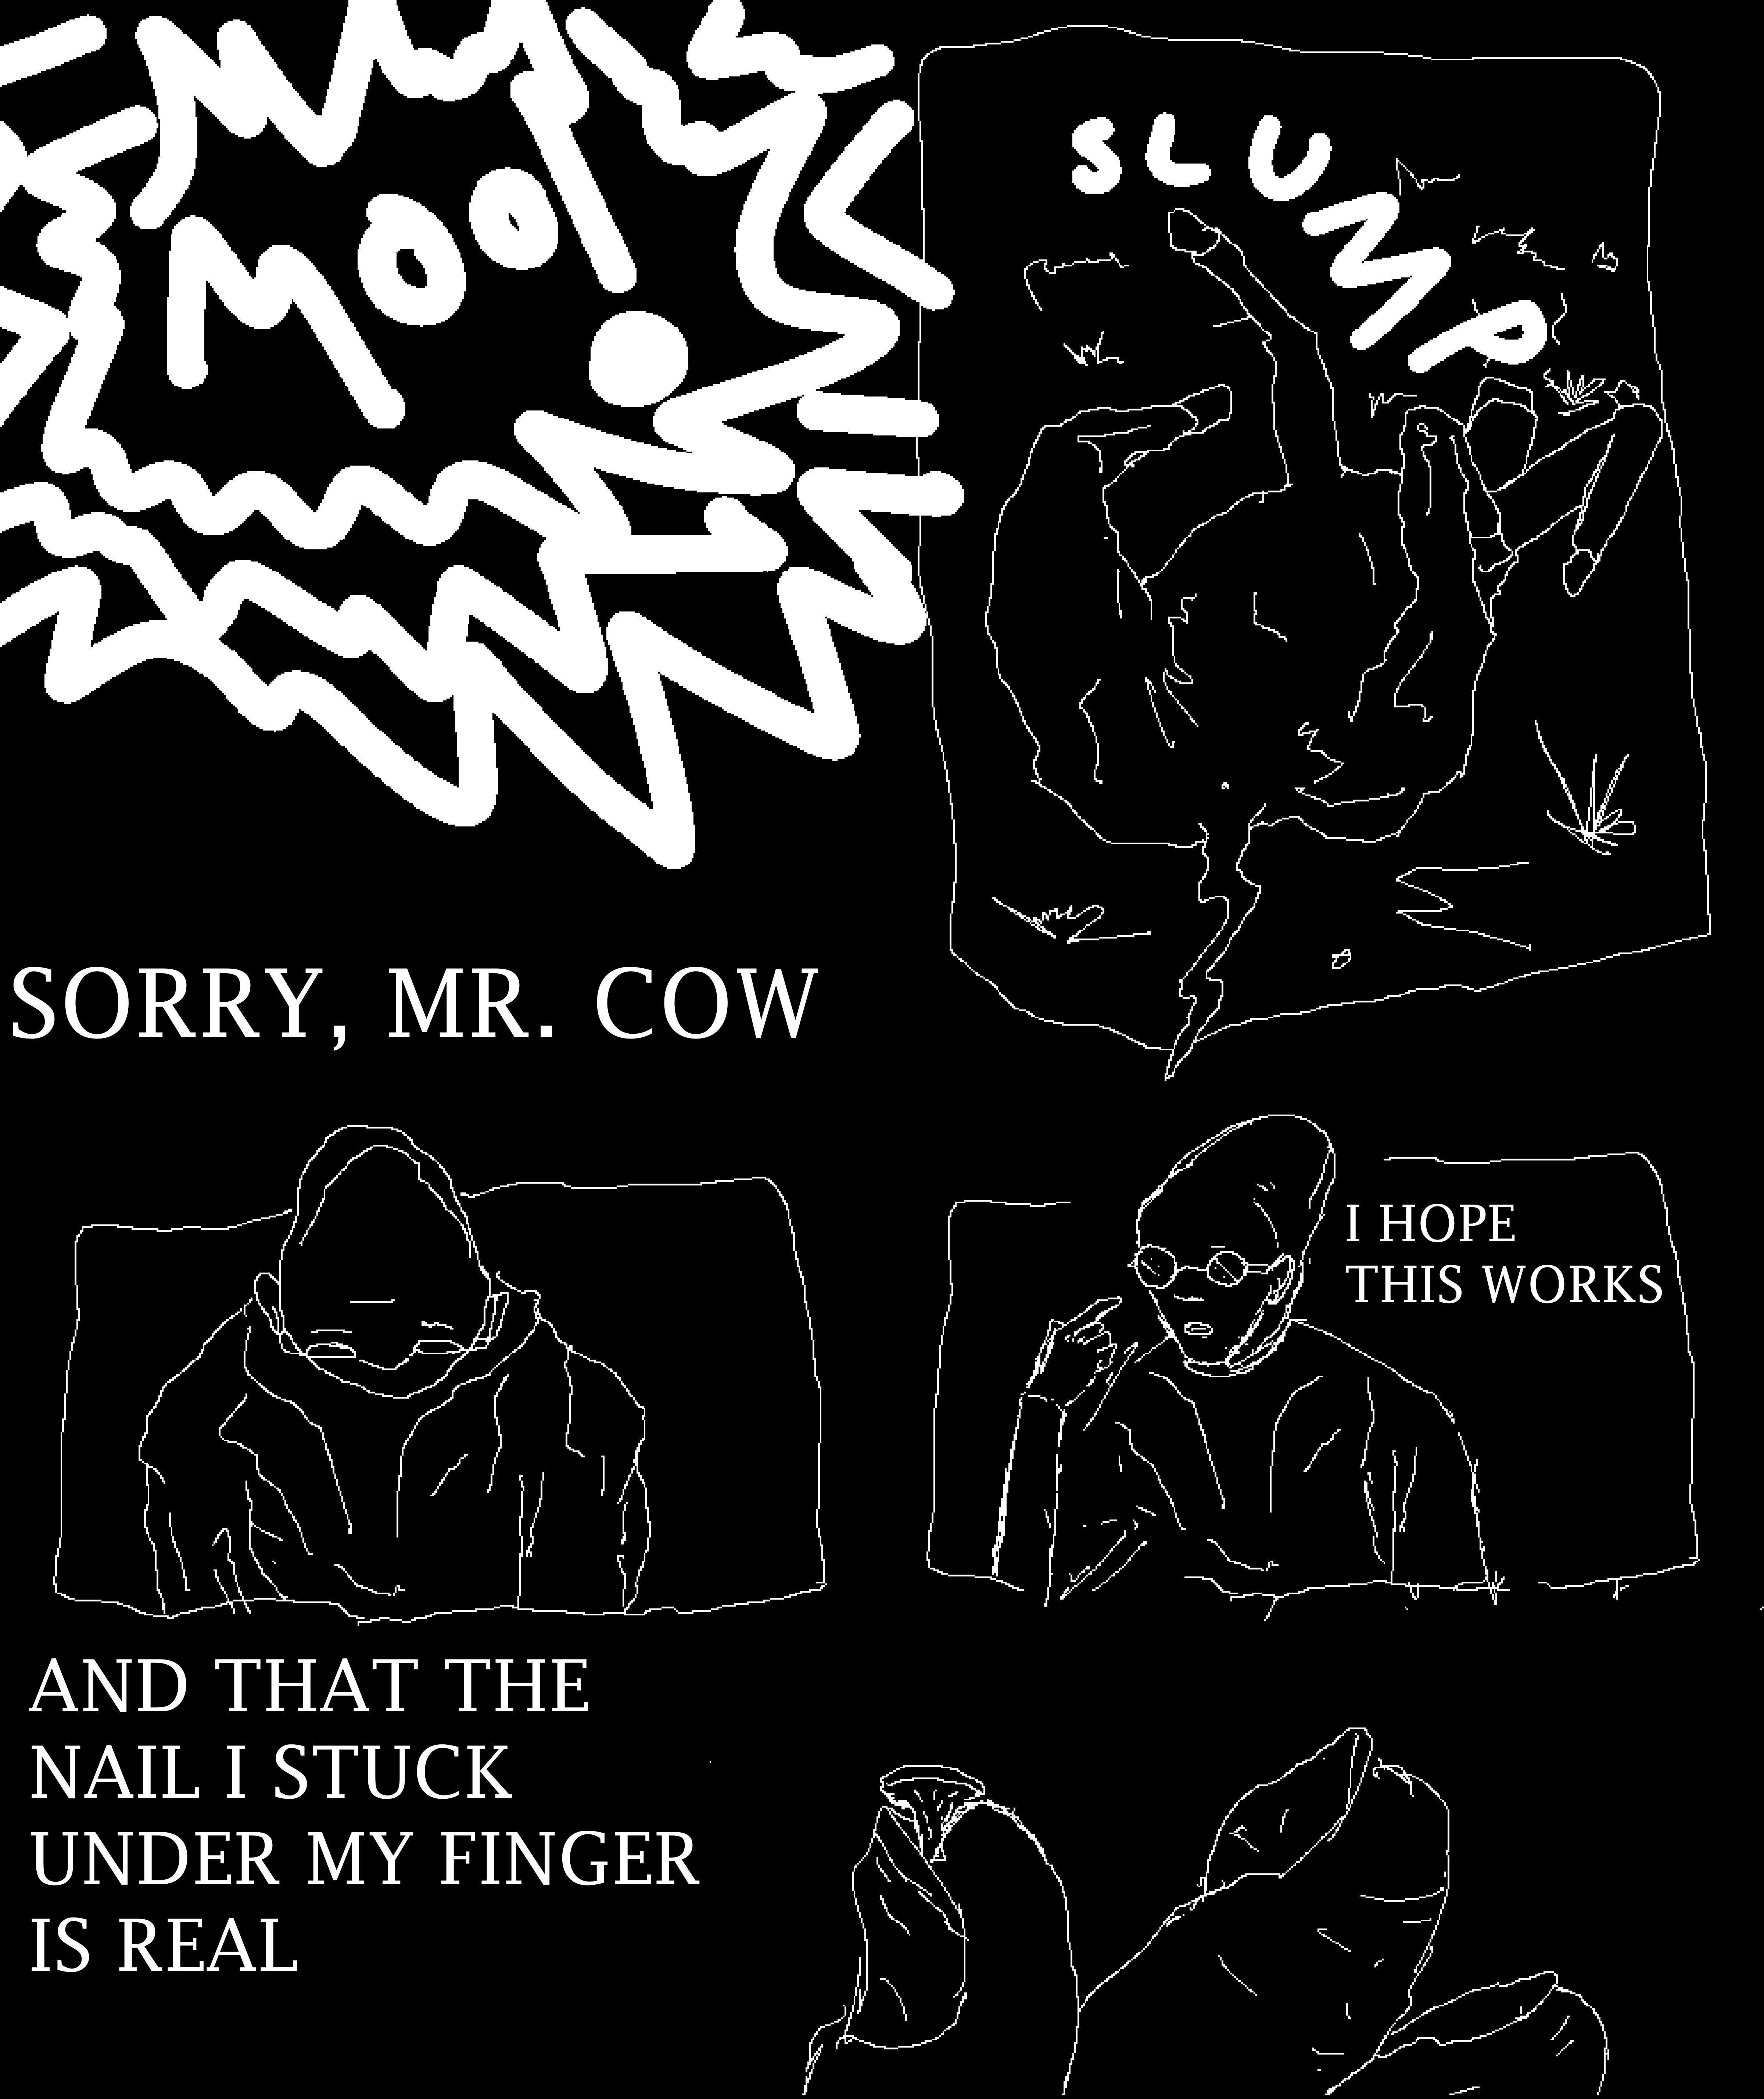 MOO!
SLUMP
SORRY, MR. COW
I HOPE
THIS WORKS
AND THAT THE
NAIL I STUCK
UNDER MY FINGER
IS REAL